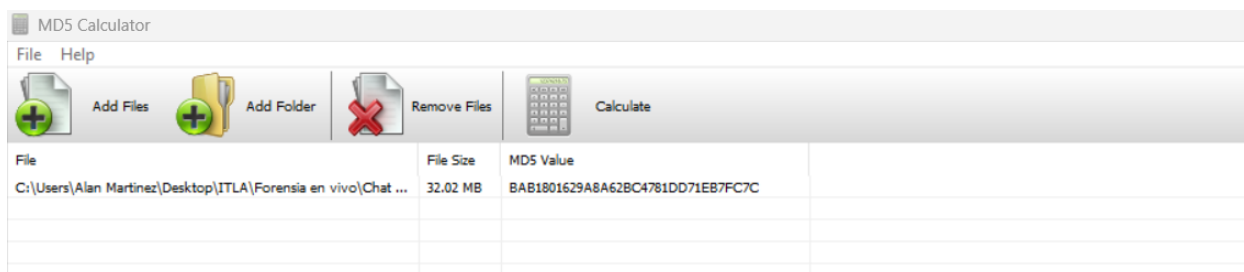 MD5 Calculator
File Help
Add Files Add Folder Remove Files Calculate
File File Size MD5 Value
C:\Users\Alan Martinez\Desktop\ITLA\Forensia en vivo\Chat ... 32.02 MB BAB1801629A8A62BC4781DD71EB7FC7C